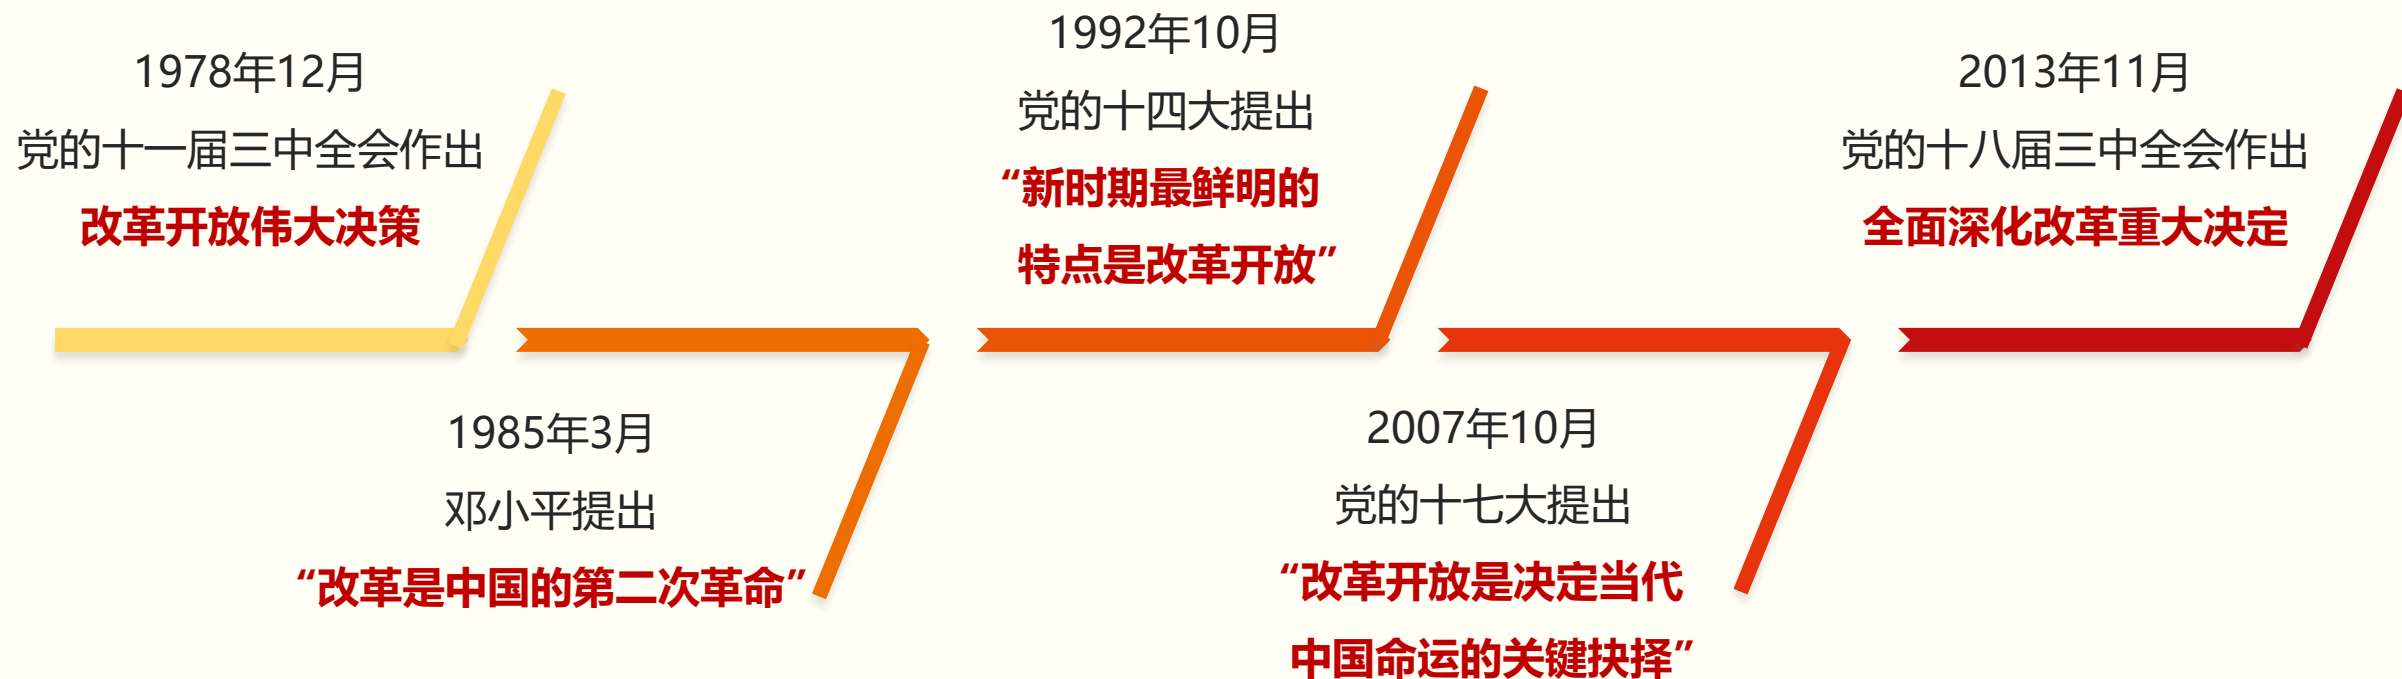 1978年12月
党的十一届三中全会作出
改革开放伟大决策
1985年3月
邓小平提出
“改革是中国的第二次革命”
1992年10月
党的十四大提出
“新时期最鲜明的
特点是改革开放”
2007年10月
党的十七大提出
“改革开放是决定当代
中国命运的关键抉择”
2013年11月
党的十八届三中全会作出
全面深化改革重大决定